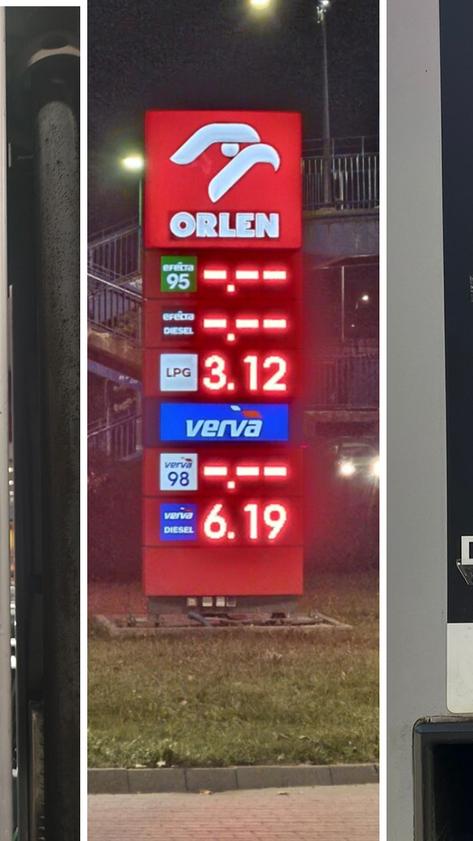 ORLEN
efecta
95 -.--
efecta
DIESEL -.--
LPG 3.12
verva
verva
98 -.--
verva
DIESEL 6.19